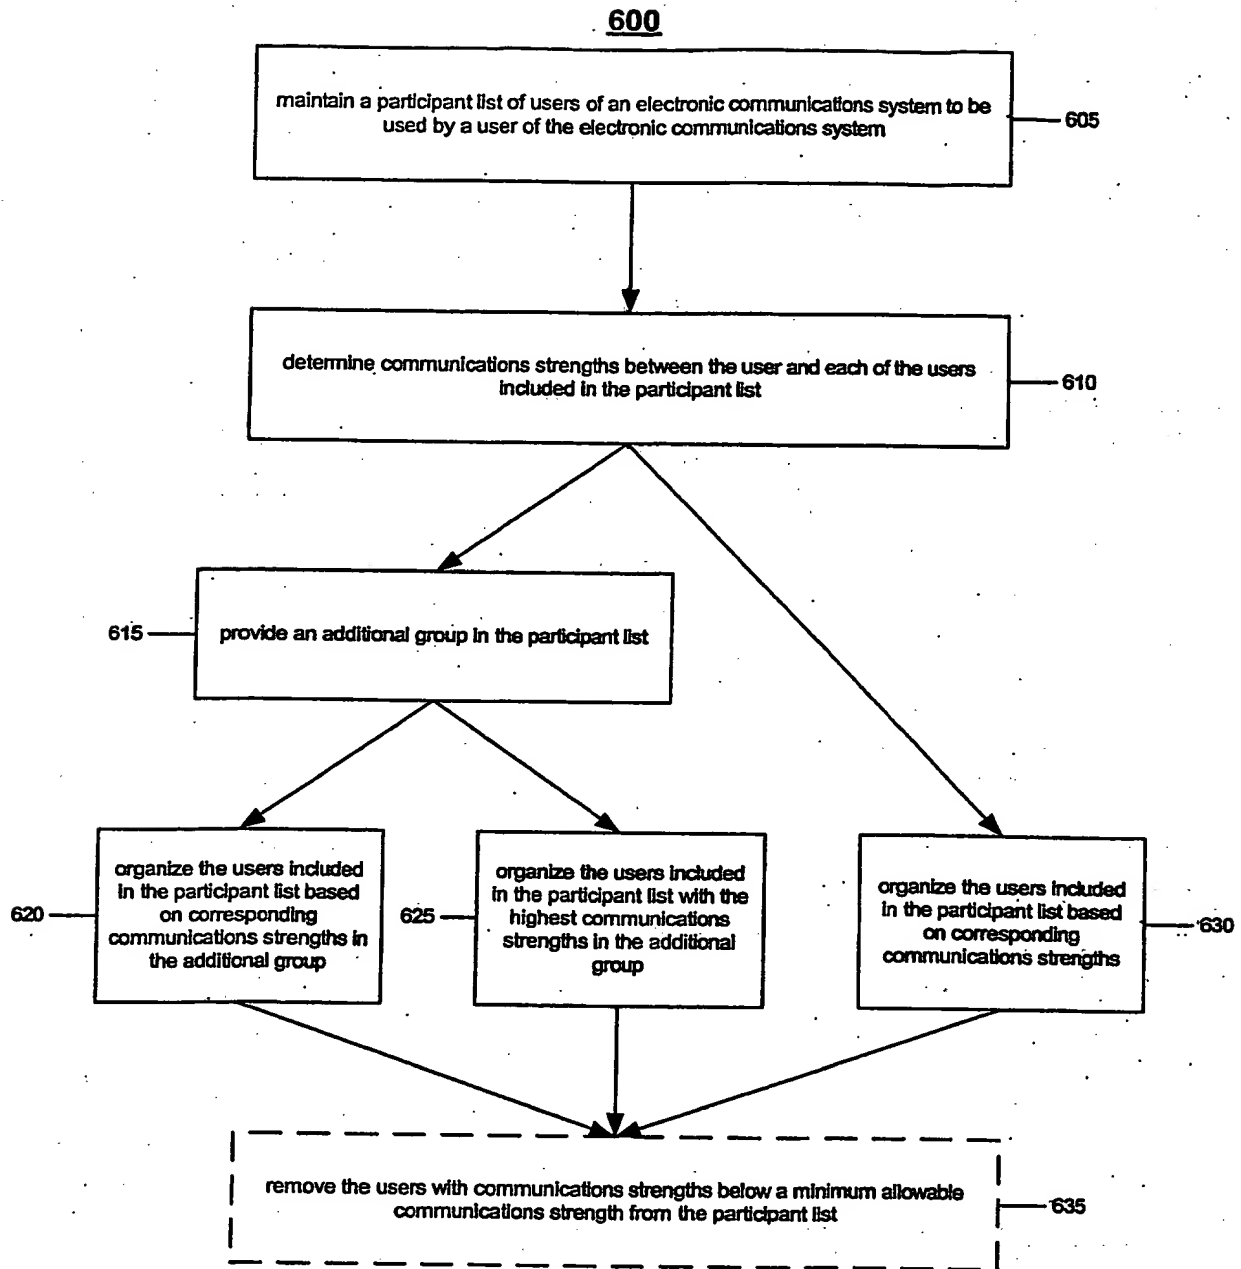 600
maintain a participant list of users of an electronic communications system to be
used by a user of the electronic communications system
605
determine communications strengths between the user and each of the users
included in the participant list
610
615
provide an additional group in the participant list
620
organize the users included
in the participant list based
on corresponding
communications strengths in
the additional group
625
organize the users included
in the participant list with the
highest communications
strengths in the additional
group
organize the users included
in the participant list based
on corresponding
communications strengths
630
remove the users with communications strengths below a minimum allowable
communications strength from the participant list
635